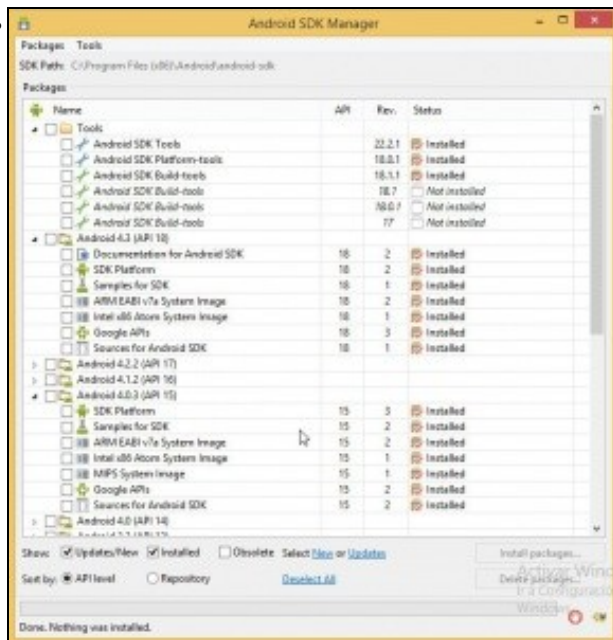 Android SDK Manager
Packages Tools
SDK Path: C:\Program Files (x86)\Android\android-sdk
Packages
Name API Rev. Status
Tools
Android SDK Tools 22.2.1 Installed
Android SDK Platform-tools 18.0.1 Installed
Android SDK Build-tools 18.1.1 Installed
Android SDK Build-tools Not installed
Android SDK Build-tools 18.0.1 Not installed
Android SDK Build-tools 17 Not installed
Android 4.3 (API 18)
Documentation for Android SDK 18 2 Installed
SDK Platform 18 2 Installed
Samples for SDK 18 1 Installed
ARM EABI v7a System Image 18 2 Installed
Intel x86 Atom System Image 18 1 Installed
Google APIs 18 3 Installed
Sources for Android SDK 18 1 Installed
Android 4.2.2 (API 17)
Android 4.1.2 (API 16)
Android 4.0.3 (API 15)
SDK Platform 15 3 Installed
Samples for SDK 15 2 Installed
ARM EABI v7a System Image 15 2 Installed
Intel x86 Atom System Image 15 1 Installed
MIPS System Image 15 1 Installed
Google APIs 15 2 Installed
Sources for Android SDK 15 2 Installed
Android 4.0 (API 14)
Show: Updates/New Installed Obsolete Select New or Updates Install packages...
Sort by: API level Repository Deselect All Delete packages...
Activar Wind
Ir a Configuració
Windows
Done. Nothing was installed.